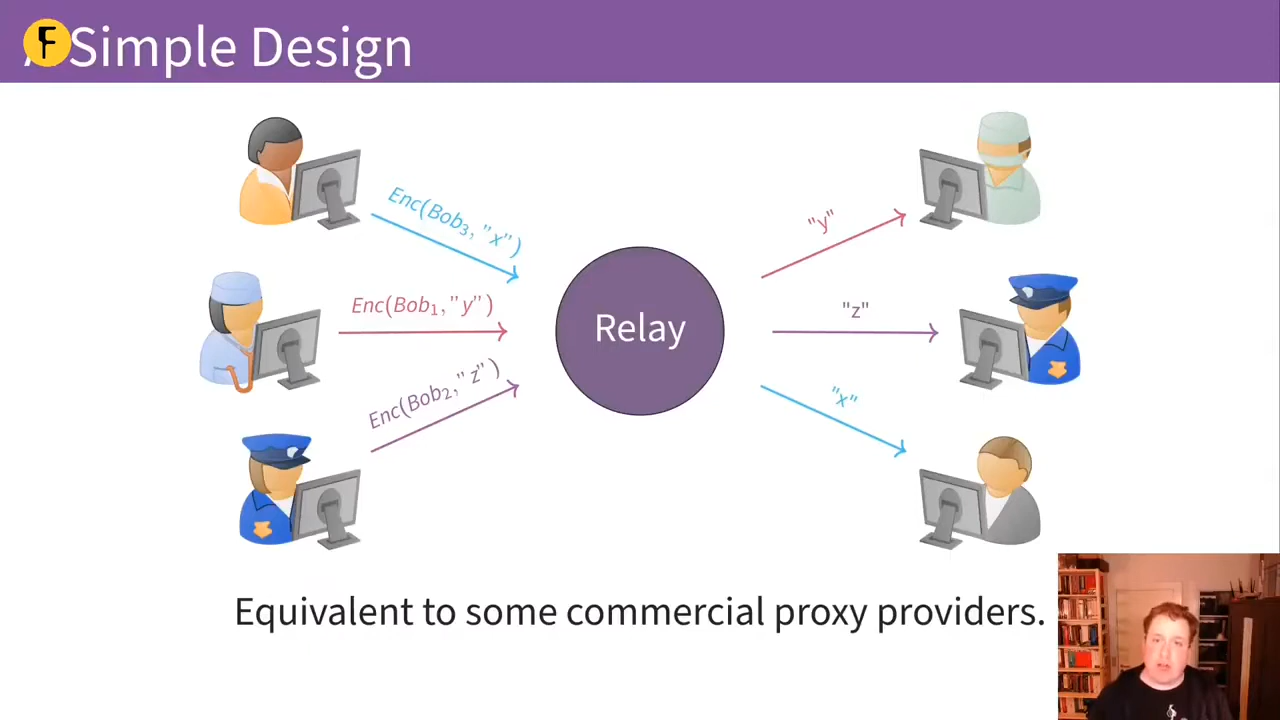 F
Simple Design
Enc(Bob₃, "x")
Enc(Bob₁, "y")
Enc(Bob₂, "z")
Relay
"y"
"z"
"x"
Equivalent to some commercial proxy providers.